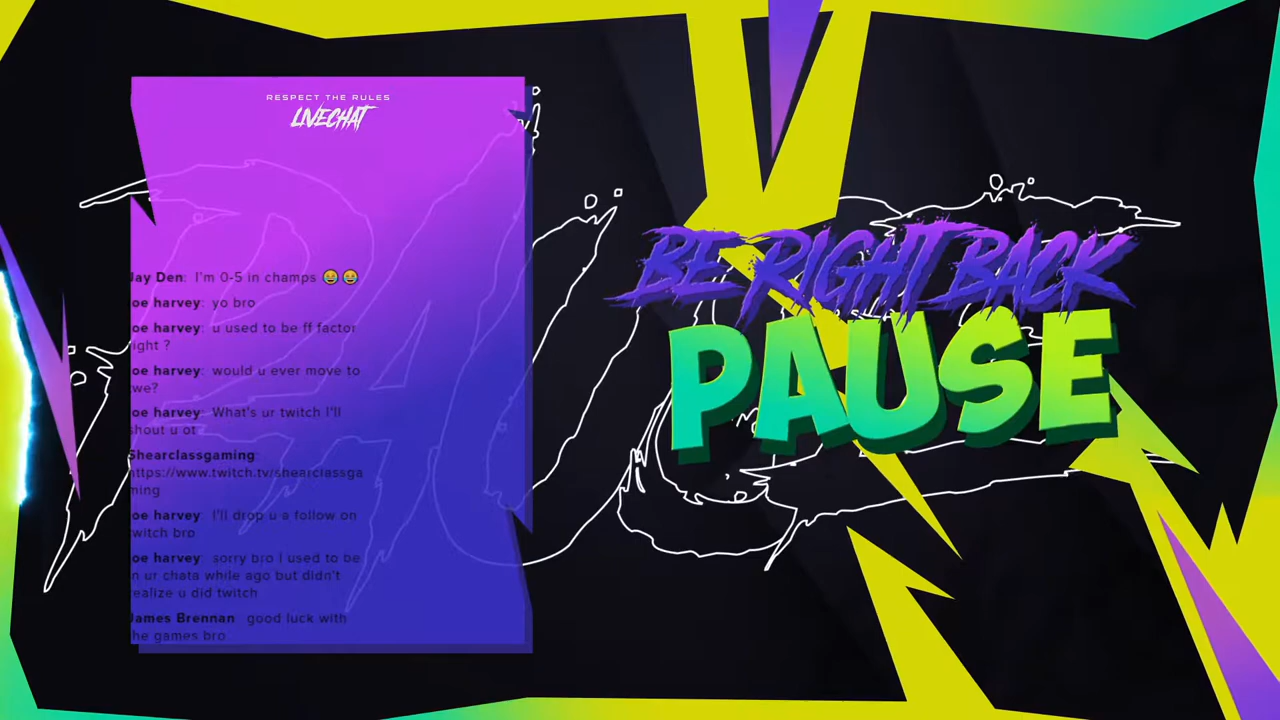 RESPECT THE RULES
LIVECHAT
Jay Den: I'm 0-5 in champs 😂😂
oe harvey: yo bro
oe harvey: u used to be ff factor
right ?
oe harvey: would u ever move to
we?
oe harvey: What's ur twitch I'll
shout u ot
Shearclassgaming:
https://www.twitch.tv/shearclassga
ming
oe harvey: I'll drop u a follow on
twitch bro
oe harvey: sorry bro I used to be
n ur chata while ago but didn't
realize u did twitch
James Brennan: good luck with
he games bro
BE RIGHT BACK
PAUSE